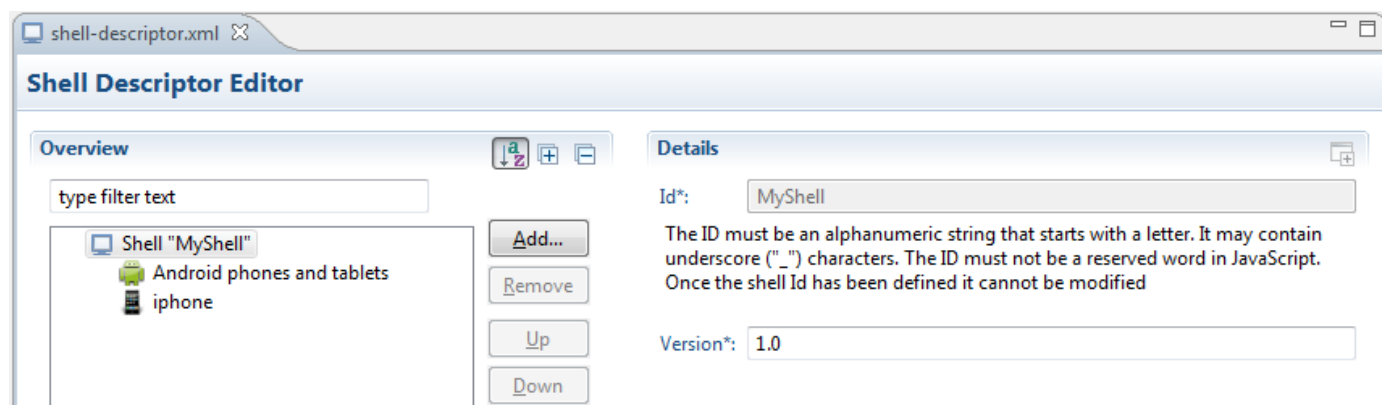 shell-descriptor.xml
Shell Descriptor Editor
Overview
type filter text
Shell "MyShell"
Android phones and tablets
iphone
Add...
Remove
Up
Down
Details
Id*: MyShell
The ID must be an alphanumeric string that starts with a letter. It may contain
underscore ("_") characters. The ID must not be a reserved word in JavaScript.
Once the shell Id has been defined it cannot be modified
Version*: 1.0